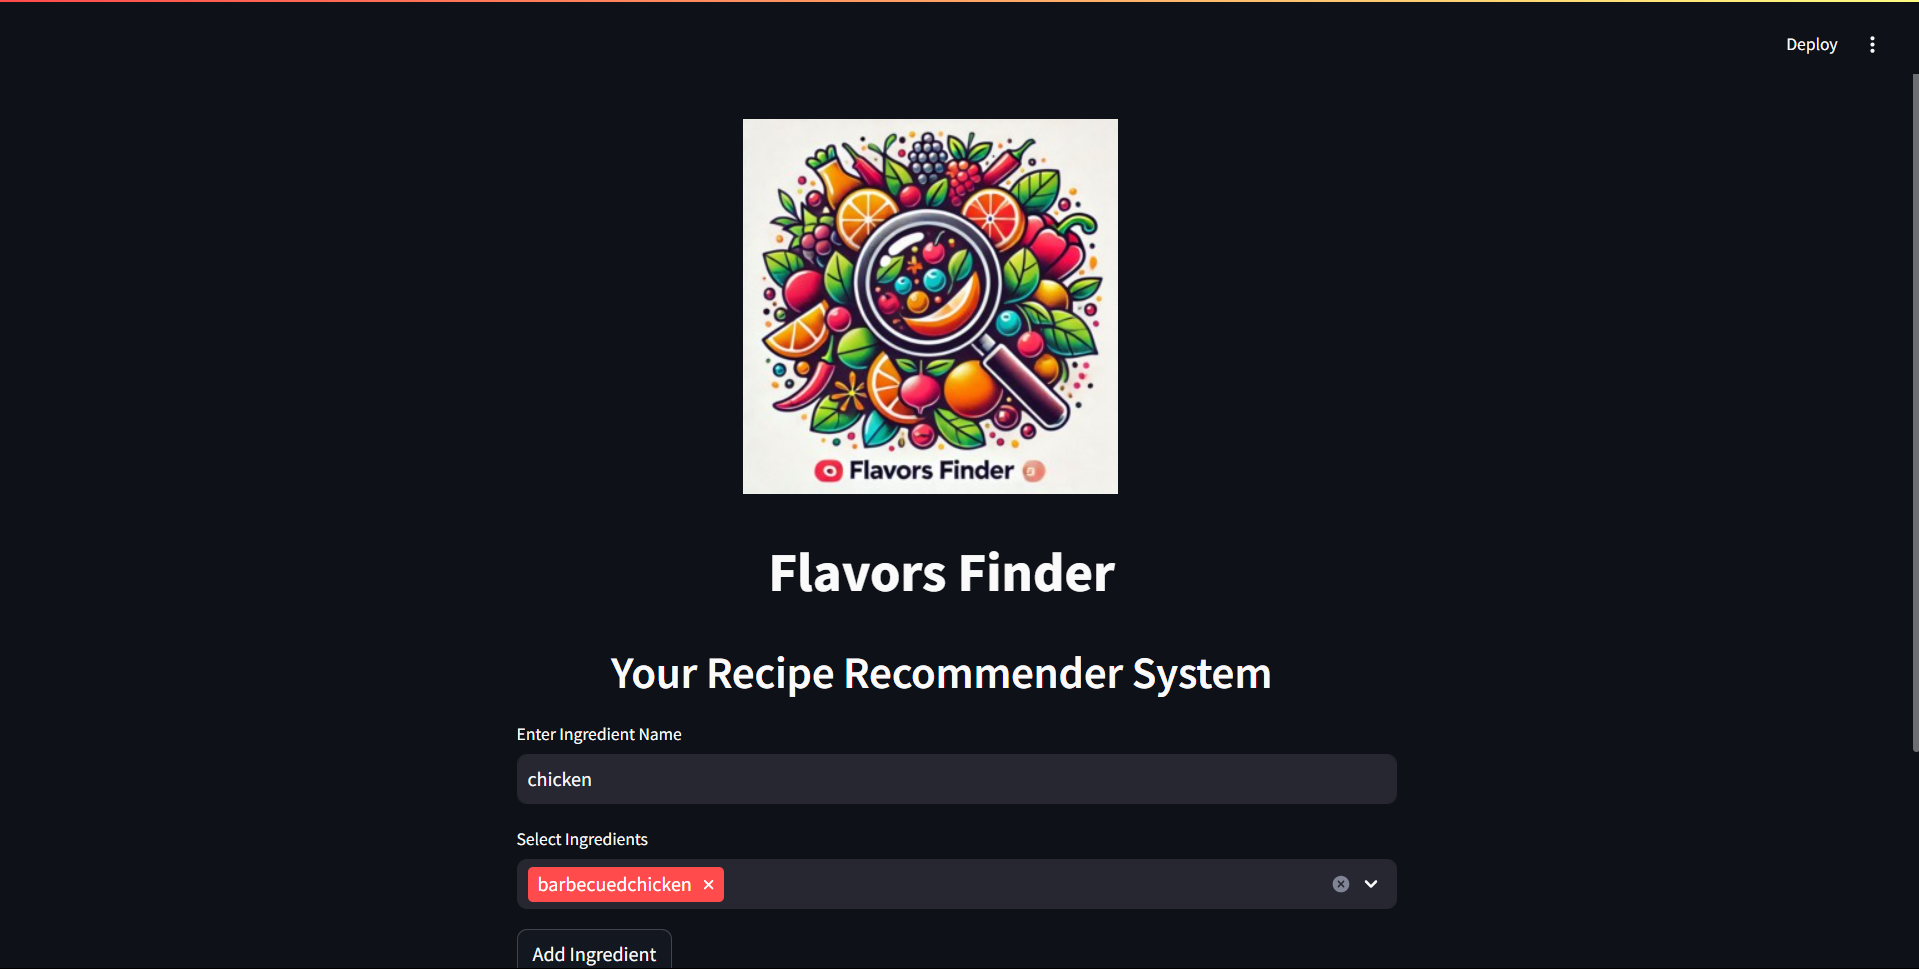 Deploy
Flavors Finder
Flavors Finder
Your Recipe Recommender System
Enter Ingredient Name
chicken
Select Ingredients
barbecuedchicken
Add Ingredient